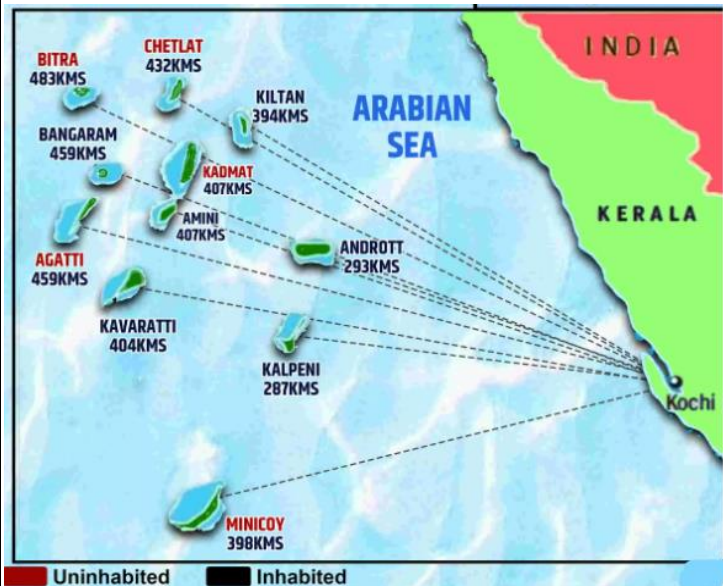 BITRA
483KMS
CHETLAT
432KMS
KILTAN
394KMS
ARABIAN
SEA
INDIA
BANGARAM
459KMS
KADMAT
407KMS
AMINI
407KMS
KERALA
AGATTI
459KMS
ANDROTT
293KMS
KAVARATTI
404KMS
KALPENI
287KMS
Kochi
MINICOY
398KMS
Uninhabited
Inhabited